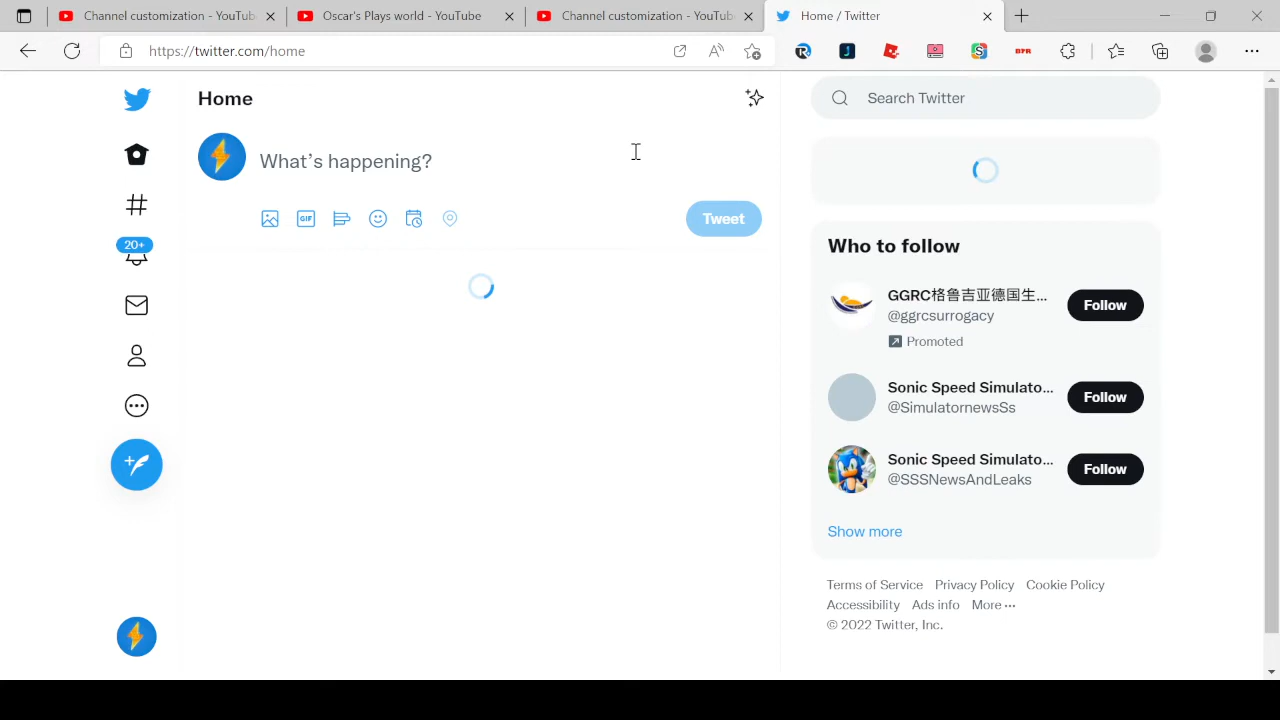 Channel customization - YouTub
Oscar's Plays world - YouTube
Channel customization - YouTub
Home / Twitter
https://twitter.com/home
BPR
Home
Search Twitter
What's happening?
GIF
Tweet
20+
Who to follow
GGRC格鲁吉亚德国生...
@ggrcsurrogacy
Follow
Promoted
Sonic Speed Simulato...
@SimulatornewsSs
Follow
Sonic Speed Simulato...
@SSSNewsAndLeaks
Follow
Show more
Terms of Service Privacy Policy Cookie Policy
Accessibility Ads info More ···
© 2022 Twitter, Inc.